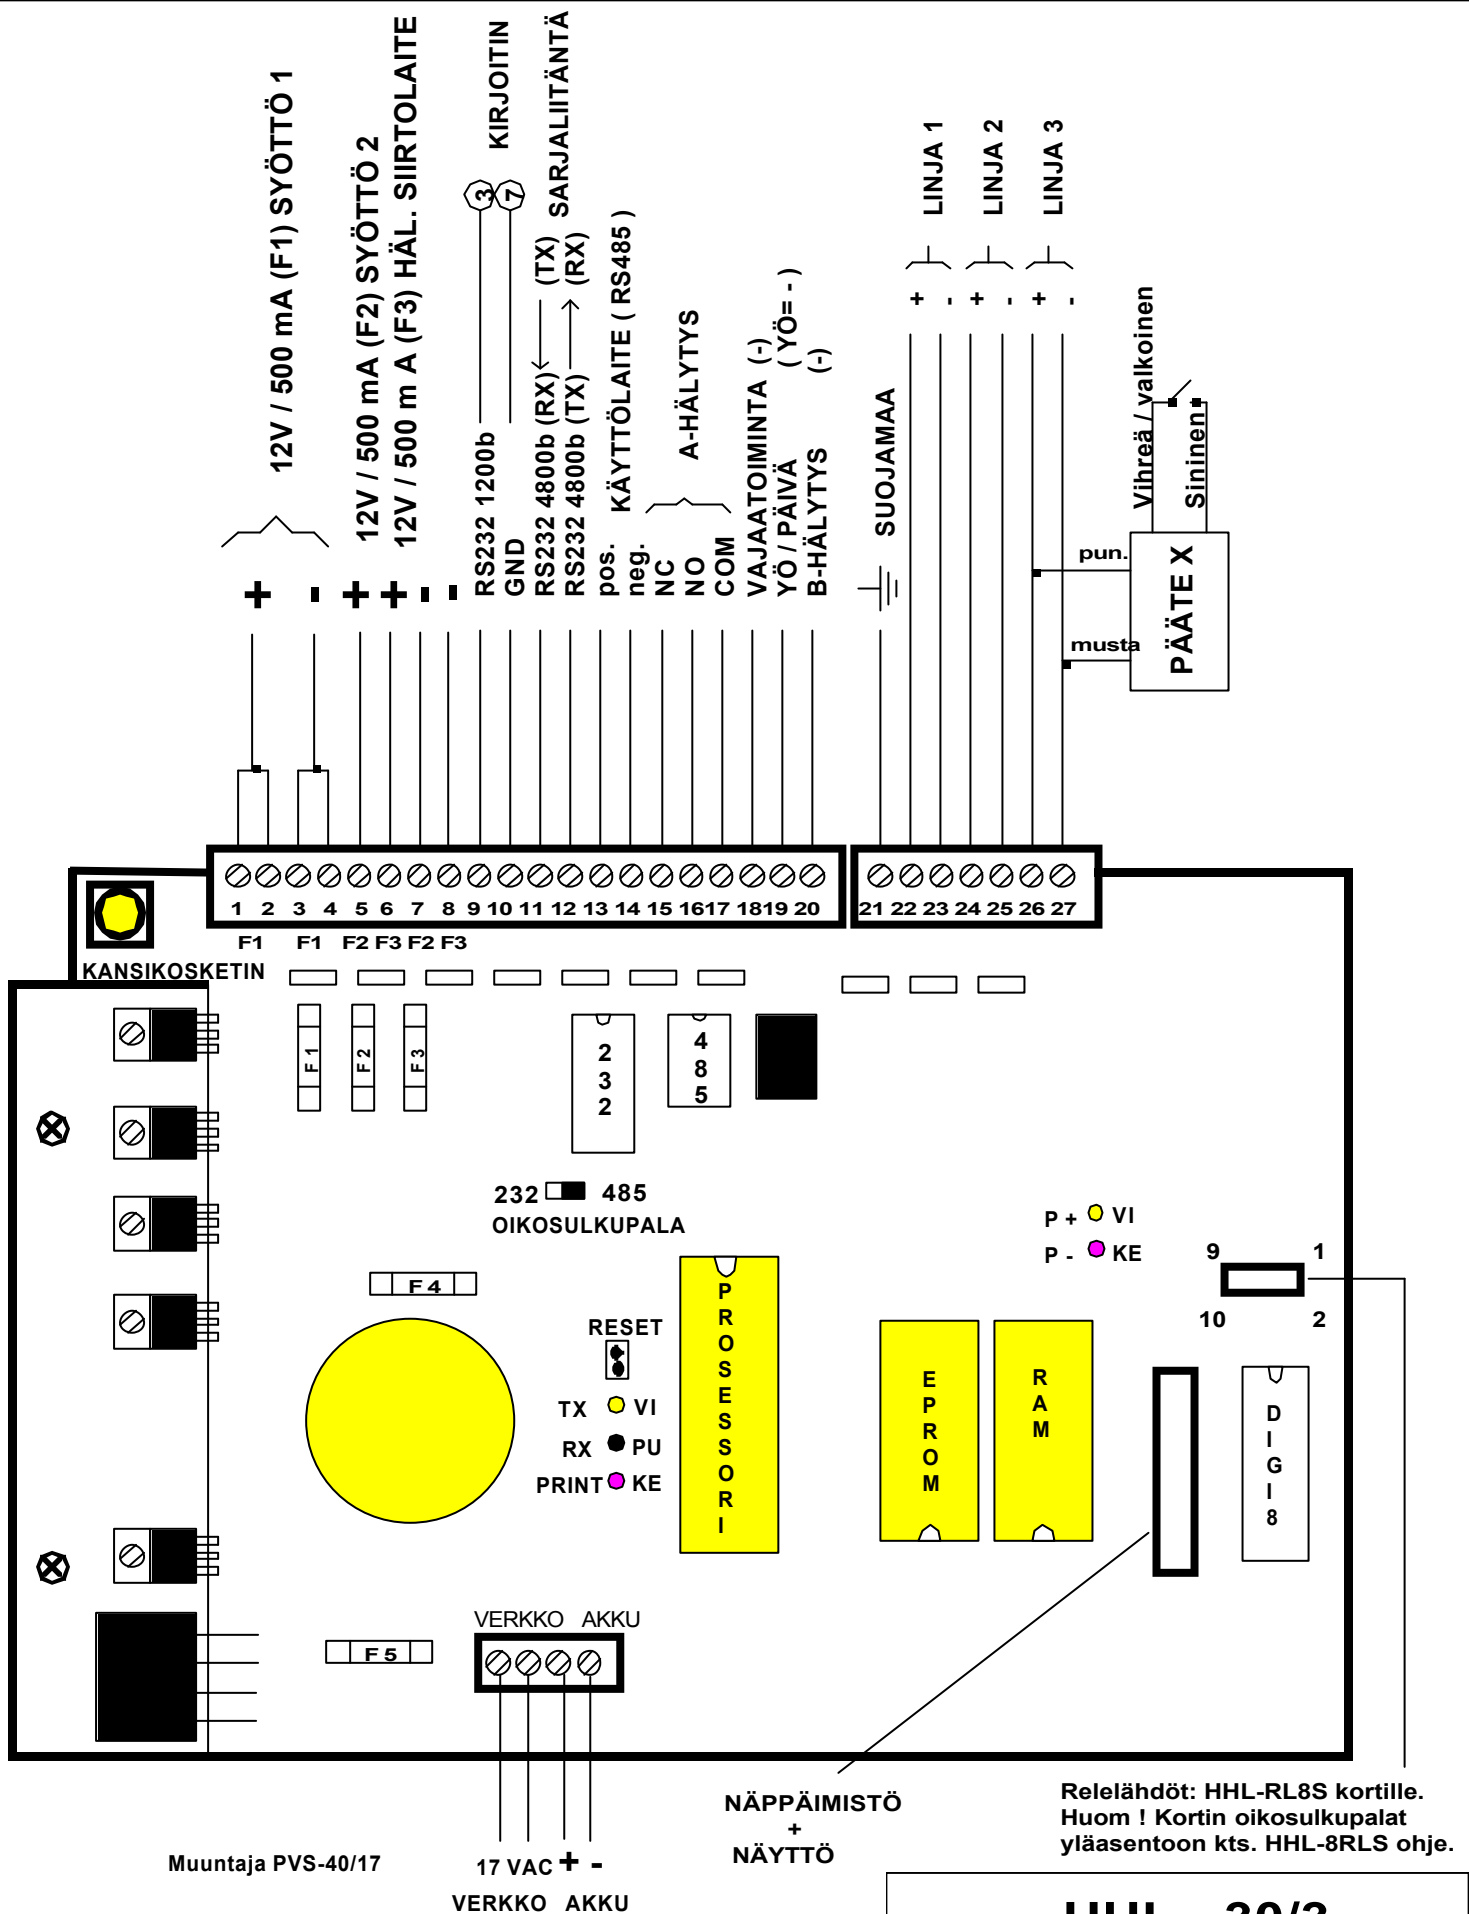 12V / 500 mA (F1) SYÖTTÖ 1
12V / 500 mA (F2) SYÖTTÖ 2
12V / 500 m A (F3) HÄL. SIIRTOLAITE
KIRJOITIN
3
7
SARJALIITÄNTÄ
(TX)
(RX)
RS232 1200b
GND
RS232 4800b (RX)
RS232 4800b (TX)
KÄYTTÖLAITE ( RS485 )
pos.
neg.
A-HÄLYTYS
NC
NO
COM
VAJAATOIMINTA (-)
YÖ / PÄIVÄ ( YÖ= - )
B-HÄLYTYS (-)
SUOJAMAA
LINJA 1
LINJA 2
LINJA 3
+ - + - + -
+ - + + - -
Vihreä / valkoinen
Sininen
pun.
musta
PÄÄTE X
1 2 3 4 5 6 7 8 9 10 11 12 13 14 15 16 17 18 19 20
21 22 23 24 25 26 27
F1 F1 F2 F3 F2 F3
KANSIKOSKETIN
F 1
F 2
F 3
232
485
232 485
OIKOSULKUPALA
P + VI
P - KE
9 1
10 2
F 4
RESET
TX VI
RX PU
PRINT KE
PROSESSORI
EPROM
RAM
DIGI8
F 5
VERKKO AKKU
NÄPPÄIMISTÖ
+
NÄYTTÖ
Relelähdöt: HHL-RL8S kortille.
Huom ! Kortin oikosulkupalat
yläasentoon kts. HHL-8RLS ohje.
Muuntaja PVS-40/17
17 VAC + -
VERKKO AKKU